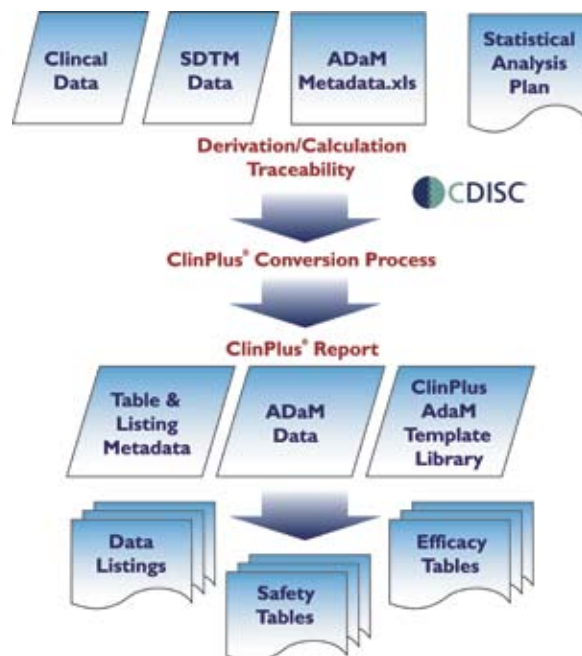 Clincal
Data
SDTM
Data
ADaM
Metadata.xls
Statistical
Analysis
Plan
Derivation/Calculation
Traceability
CDISC
ClinPlus® Conversion Process
ClinPlus® Report
Table &
Listing
Metadata
ADaM
Data
ClinPlus
AdaM
Template
Library
Data
Listings
Safety
Tables
Efficacy
Tables